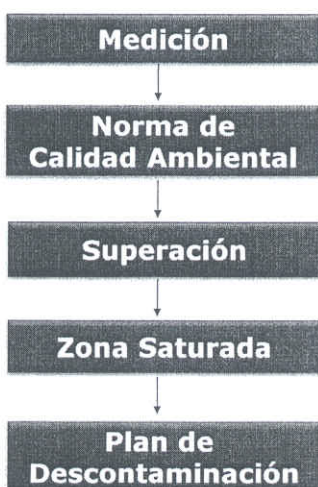 Medición
Norma de
Calidad Ambiental
Superación
Zona Saturada
Plan de
Descontaminación